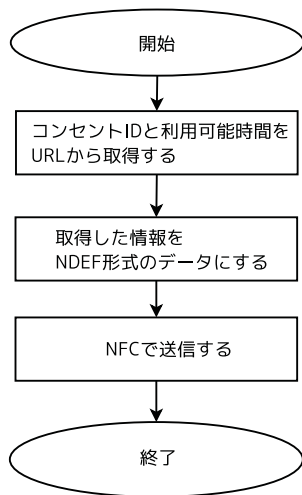 開始
コンセントIDと利用可能時間を
URLから取得する
取得した情報を
NDEF形式のデータにする
NFCで送信する
終了